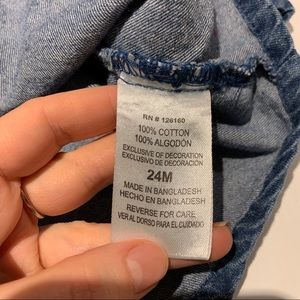 RN # 126160
100% COTTON
100% ALGODÓN
EXCLUSIVE OF DECORATION
EXCLUSIVO DE DECORACIÓN
24M
MADE IN BANGLADESH
HECHO EN BANGLADESH
REVERSE FOR CARE
VER AL DORSO PARA EL CUIDADO